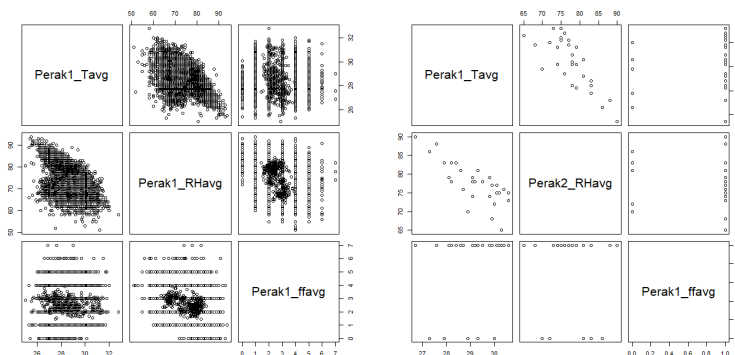 50 60 70 80 90
Perak1_Tavg
26 28 30 32
50 60 70 80 90
Perak1_RHavg
Perak1_ffavg
0 1 2 3 4 5 6 7
26 28 30 32
0 1 2 3 4 5 6 7
65 70 75 80 85 90
Perak1_Tavg
65 70 75 80 85 90
Perak2_RHavg
Perak1_ffavg
27 28 29 30
0.0 0.2 0.4 0.6 0.8 1.0